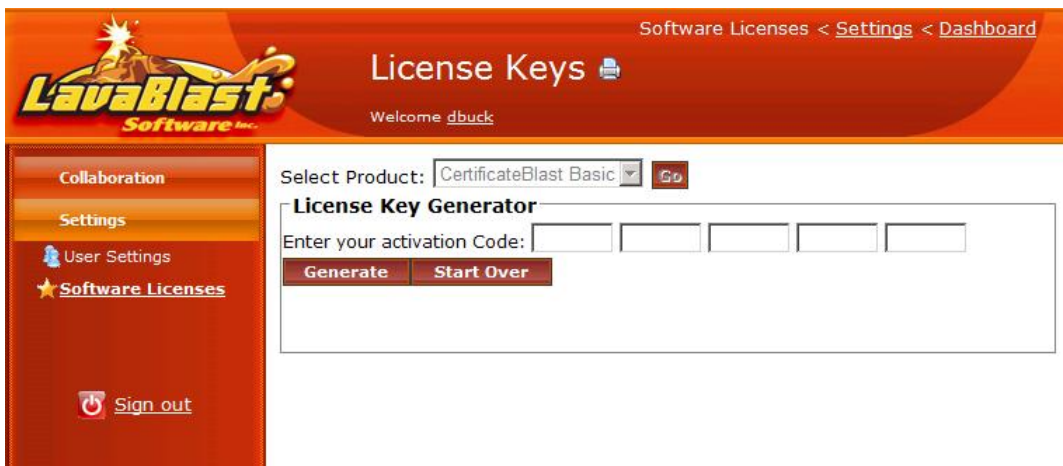 Software Licenses < Settings < Dashboard
LavaBlast
Software Inc.
License Keys
Welcome dbuck
Collaboration
Settings
User Settings
Software Licenses
Sign out
Select Product: CertificateBlast Basic Go
License Key Generator
Enter your activation Code:
Generate Start Over